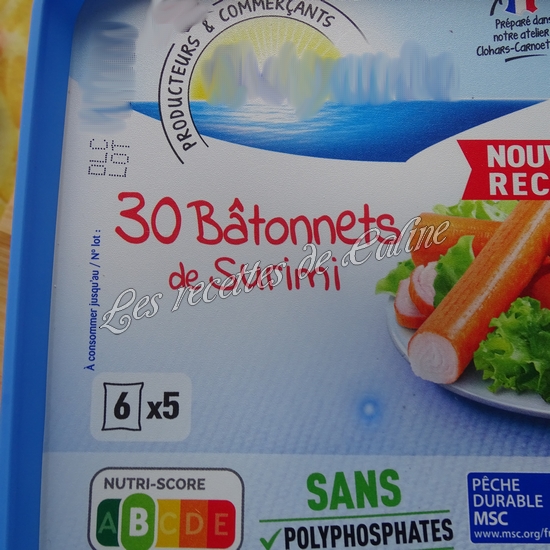 PRODUCTEURS & COMMERÇANTS
Préparé dans
notre atelier
Clohars-Carnoët
DLC
LOT
À consommer jusqu'au / N° lot :
NOUV
REC
30 Bâtonnets
de Surimi
Les recettes de Caline
6 x5
NUTRI-SCORE
A B C D E
SANS
POLYPHOSPHATES
PÊCHE
DURABLE
MSC
www.msc.org/f